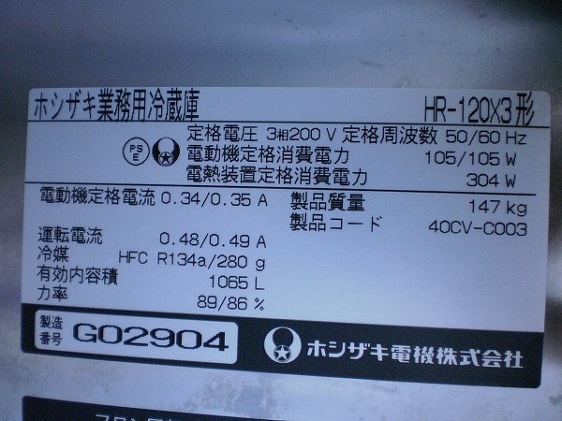 ホシザキ業務用冷蔵庫 HR-120X3形
定格電圧 3相200 V 定格周波数 50/60 Hz
PS E 電動機定格消費電力 105/105 W
電熱装置定格消費電力 304 W
電動機定格電流 0.34/0.35 A 製品質量 147 kg
製品コード 40CV-C003
運転電流 0.48/0.49 A
冷媒 HFC R134a/280 g
有効内容積 1065 L
力率 89/86 %
製造番号 G02904 ホシザキ電機株式会社